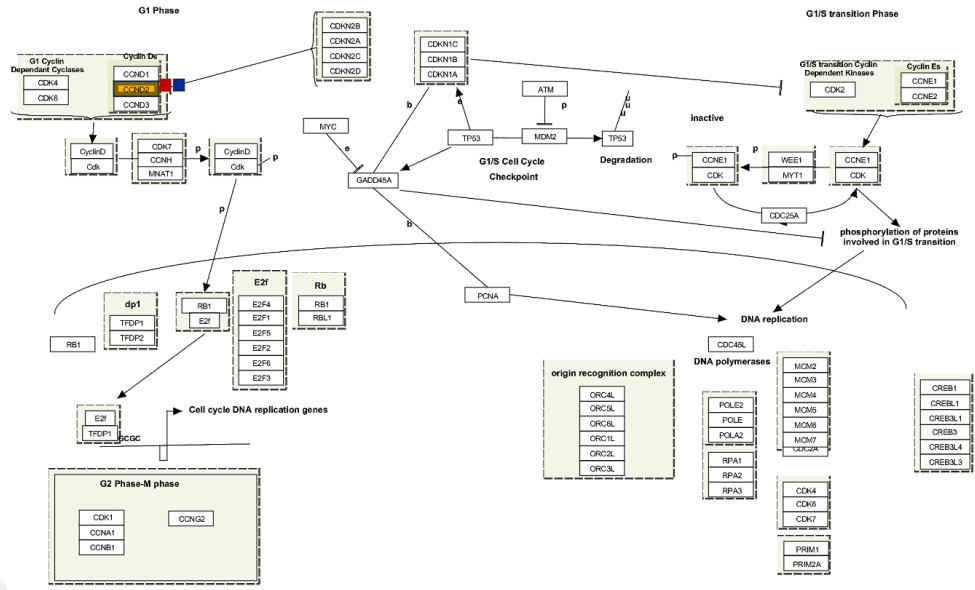 G1 Phase
G1/S transition Phase
G1 Cyclin
Dependant Cyclases
CDK4
CDK6
Cyclin Ds
CCND1
CCND2
CCND3
CDKN2B
CDKN2A
CDKN2C
CDKN2D
CDKN1C
CDKN1B
CDKN1A
G1/S transition Cyclin
Dependent Kinases
CDK2
Cyclin Es
CCNE1
CCNE2
ATM
b
e
p
u
u
u
MYC
e
TP53
MDM2
TP53
inactive
CyclinD
Cdk
CDK7
CCNH
MNAT1
p
CyclinD
Cdk
p
G1/S Cell Cycle
Checkpoint
Degradation
GADD45A
p
CCNE1
CDK
p
WEE1
MYT1
CCNE1
CDK
CDC25A
p
b
phosphorylation of proteins
involved in G1/S transition
PCNA
DNA replication
RB1
dp1
TFDP1
TFDP2
RB1
E2f
E2f
E2F4
E2F1
E2F5
E2F2
E2F6
E2F3
Rb
RB1
RBL1
CDC45L
DNA polymerases
origin recognition complex
ORC4L
ORC5L
ORC6L
ORC1L
ORC2L
ORC3L
POLE2
POLE
POLA2
RPA1
RPA2
RPA3
MCM2
MCM3
MCM4
MCM5
MCM6
MCM7
CDC2A
CDK4
CDK6
CDK7
PRIM1
PRIM2A
CREB1
CREBL1
CREB3L1
CREB3
CREB3L4
CREB3L3
E2f
TFDP1
GCGC
Cell cycle DNA replication genes
G2 Phase-M phase
CDK1
CCNA1
CCNB1
CCNG2